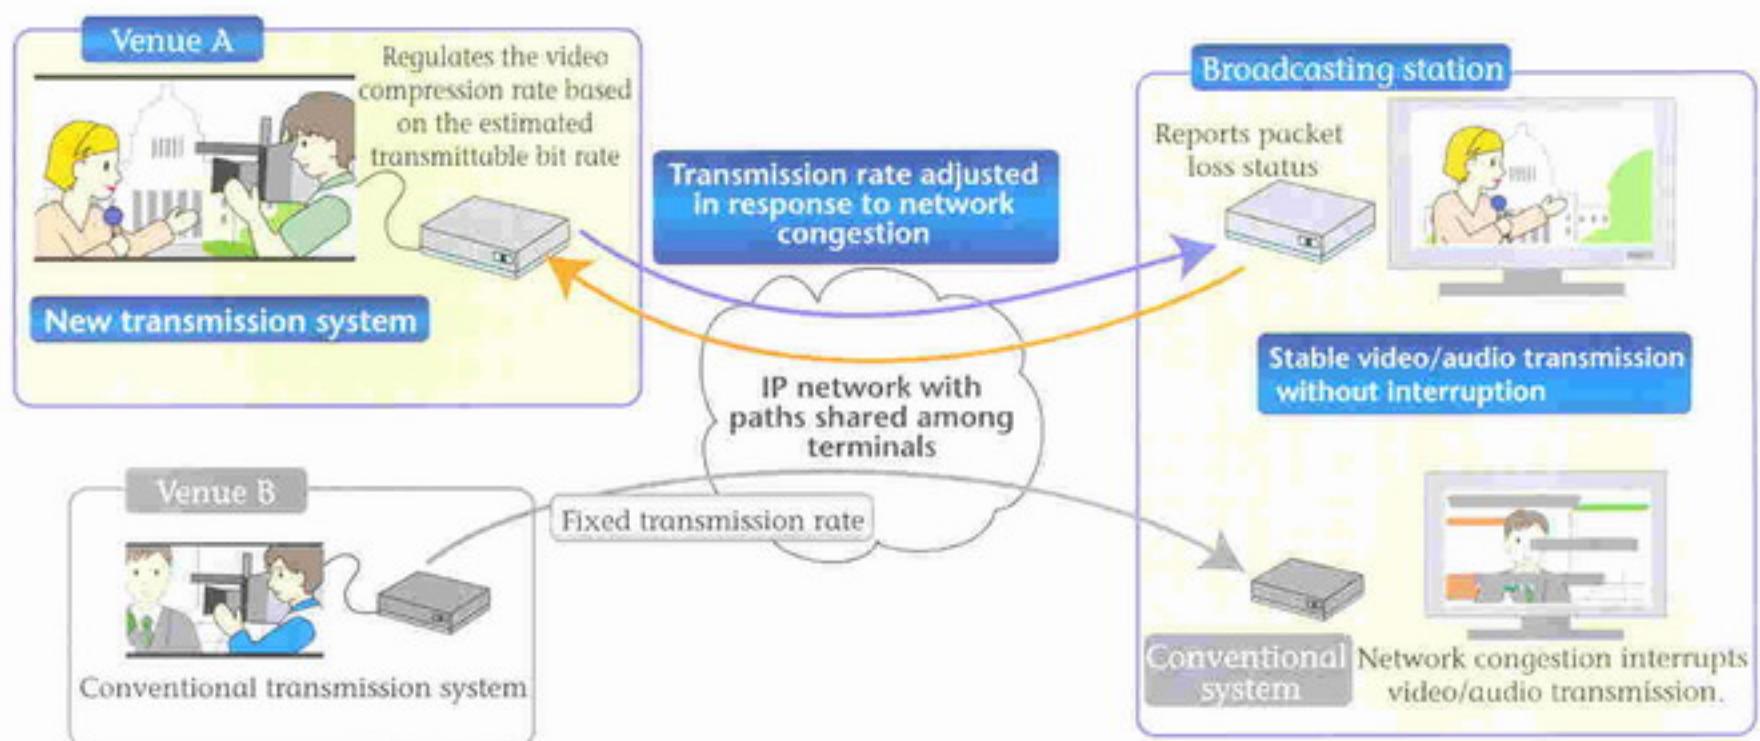 Venue A
Regulates the video
compression rate based
on the estimated
transmittable bit rate
New transmission system
Transmission rate adjusted
in response to network
congestion
Broadcasting station
Reports packet
loss status
Stable video/audio transmission
without interruption
IP network with
paths shared among
terminals
Venue B
Fixed transmission rate
Conventional transmission system
Conventional
system
Network congestion interrupts
video/audio transmission.